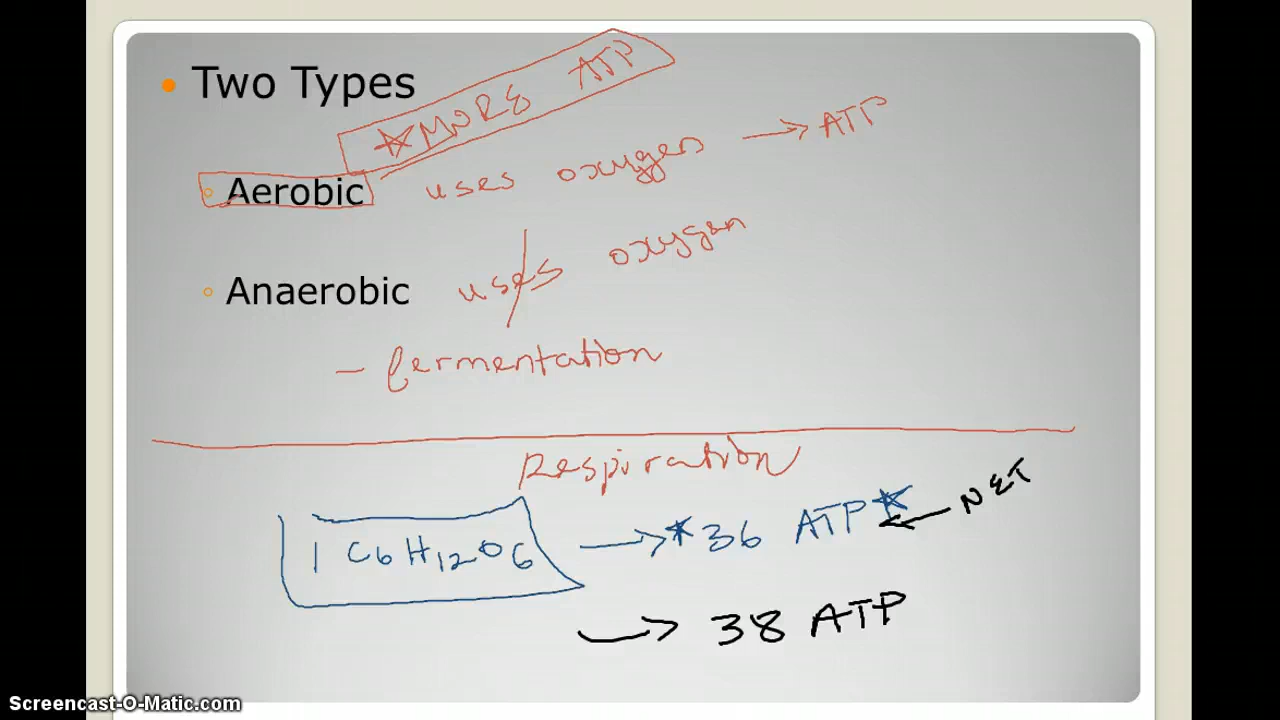 Two Types
*MORE ATP
Aerobic uses oxygen → ATP
Anaerobic uses oxygen
- fermentation
Respiration
1 C6H12O6 → *36 ATP* ← NET
→ 38 ATP
Screencast-O-Matic.com